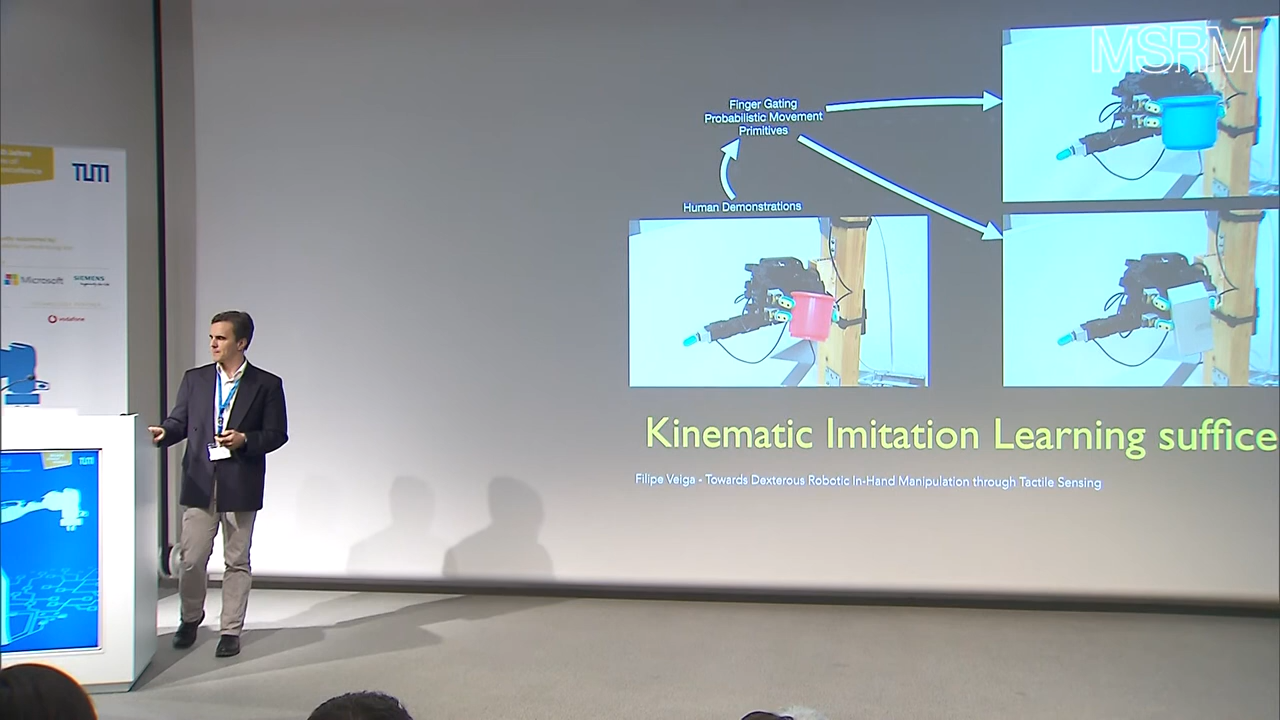 MSRM
Finger Gating
Probabilistic Movement
Primitives
Human Demonstrations
Kinematic Imitation Learning suffice
Filipe Veiga - Towards Dexterous Robotic In-Hand Manipulation through Tactile Sensing
TUM
Microsoft
SIEMENS
vodafone
TUM